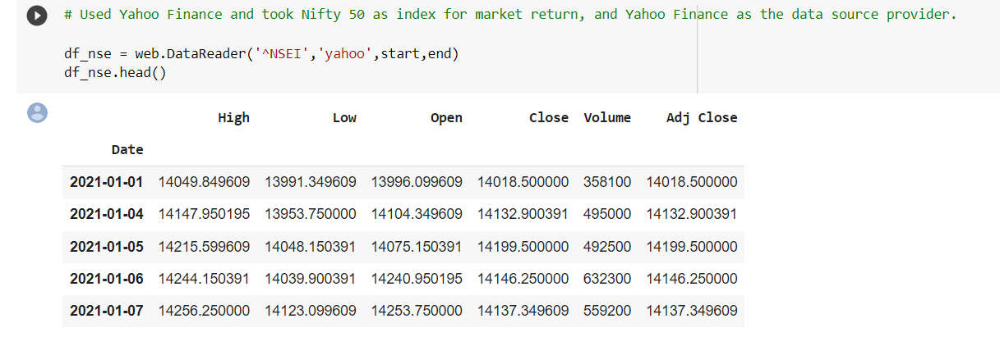 # Used Yahoo Finance and took Nifty 50 as index for market return, and Yahoo Finance as the data source provider.
df_nse = web.DataReader('^NSEI','yahoo',start,end)
df_nse.head()
High Low Open Close Volume Adj Close
Date
2021-01-01 14049.849609 13991.349609 13996.099609 14018.500000 358100 14018.500000
2021-01-04 14147.950195 13953.750000 14104.349609 14132.900391 495000 14132.900391
2021-01-05 14215.599609 14048.150391 14075.150391 14199.500000 492500 14199.500000
2021-01-06 14244.150391 14039.900391 14240.950195 14146.250000 632300 14146.250000
2021-01-07 14256.250000 14123.099609 14253.750000 14137.349609 559200 14137.349609